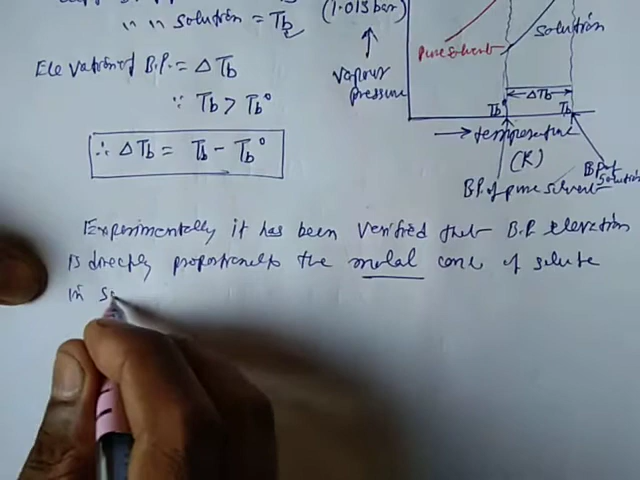 " " solution = Tb
(1.013 bar)
Elevation of B.P. = Δ Tb
∵ Tb > Tb°
∴ Δ Tb = Tb - Tb°
vapour
pressure
pure solvent
solution
ΔTb
Tb° Tb
temperature
(K)
B.P. of pure solvent
B.P. of
solution
Experimentally it has been verified that B.P. elevation
is directly proportional to the molal conc of solute
in s